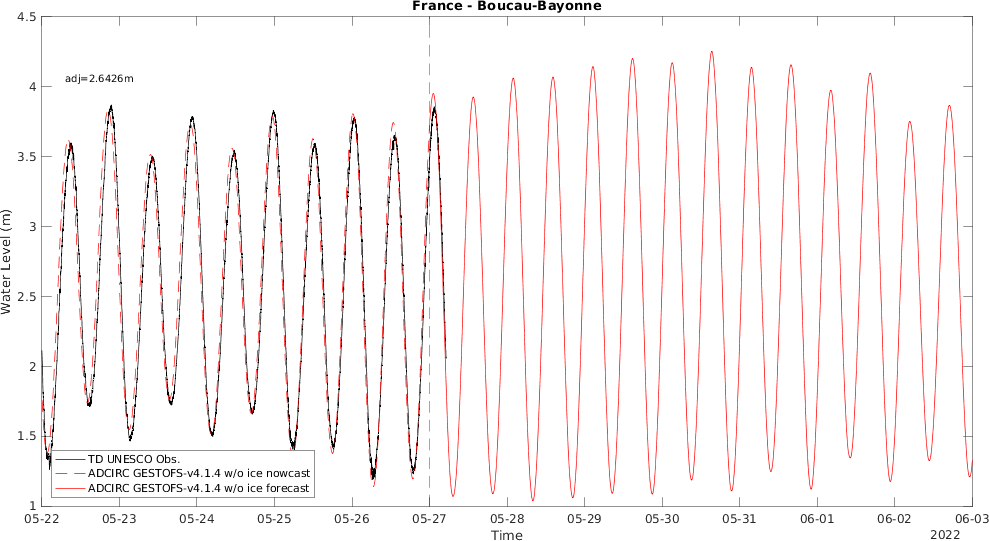 France - Boucau-Bayonne
adj=2.6426m
Water Level (m)
4.5
4
3.5
3
2.5
2
1.5
1
TD UNESCO Obs.
ADCIRC GESTOFS-v4.1.4 w/o ice nowcast
ADCIRC GESTOFS-v4.1.4 w/o ice forecast
05-22 05-23 05-24 05-25 05-26 05-27 05-28 05-29 05-30 05-31 06-01 06-02 06-03
Time
2022